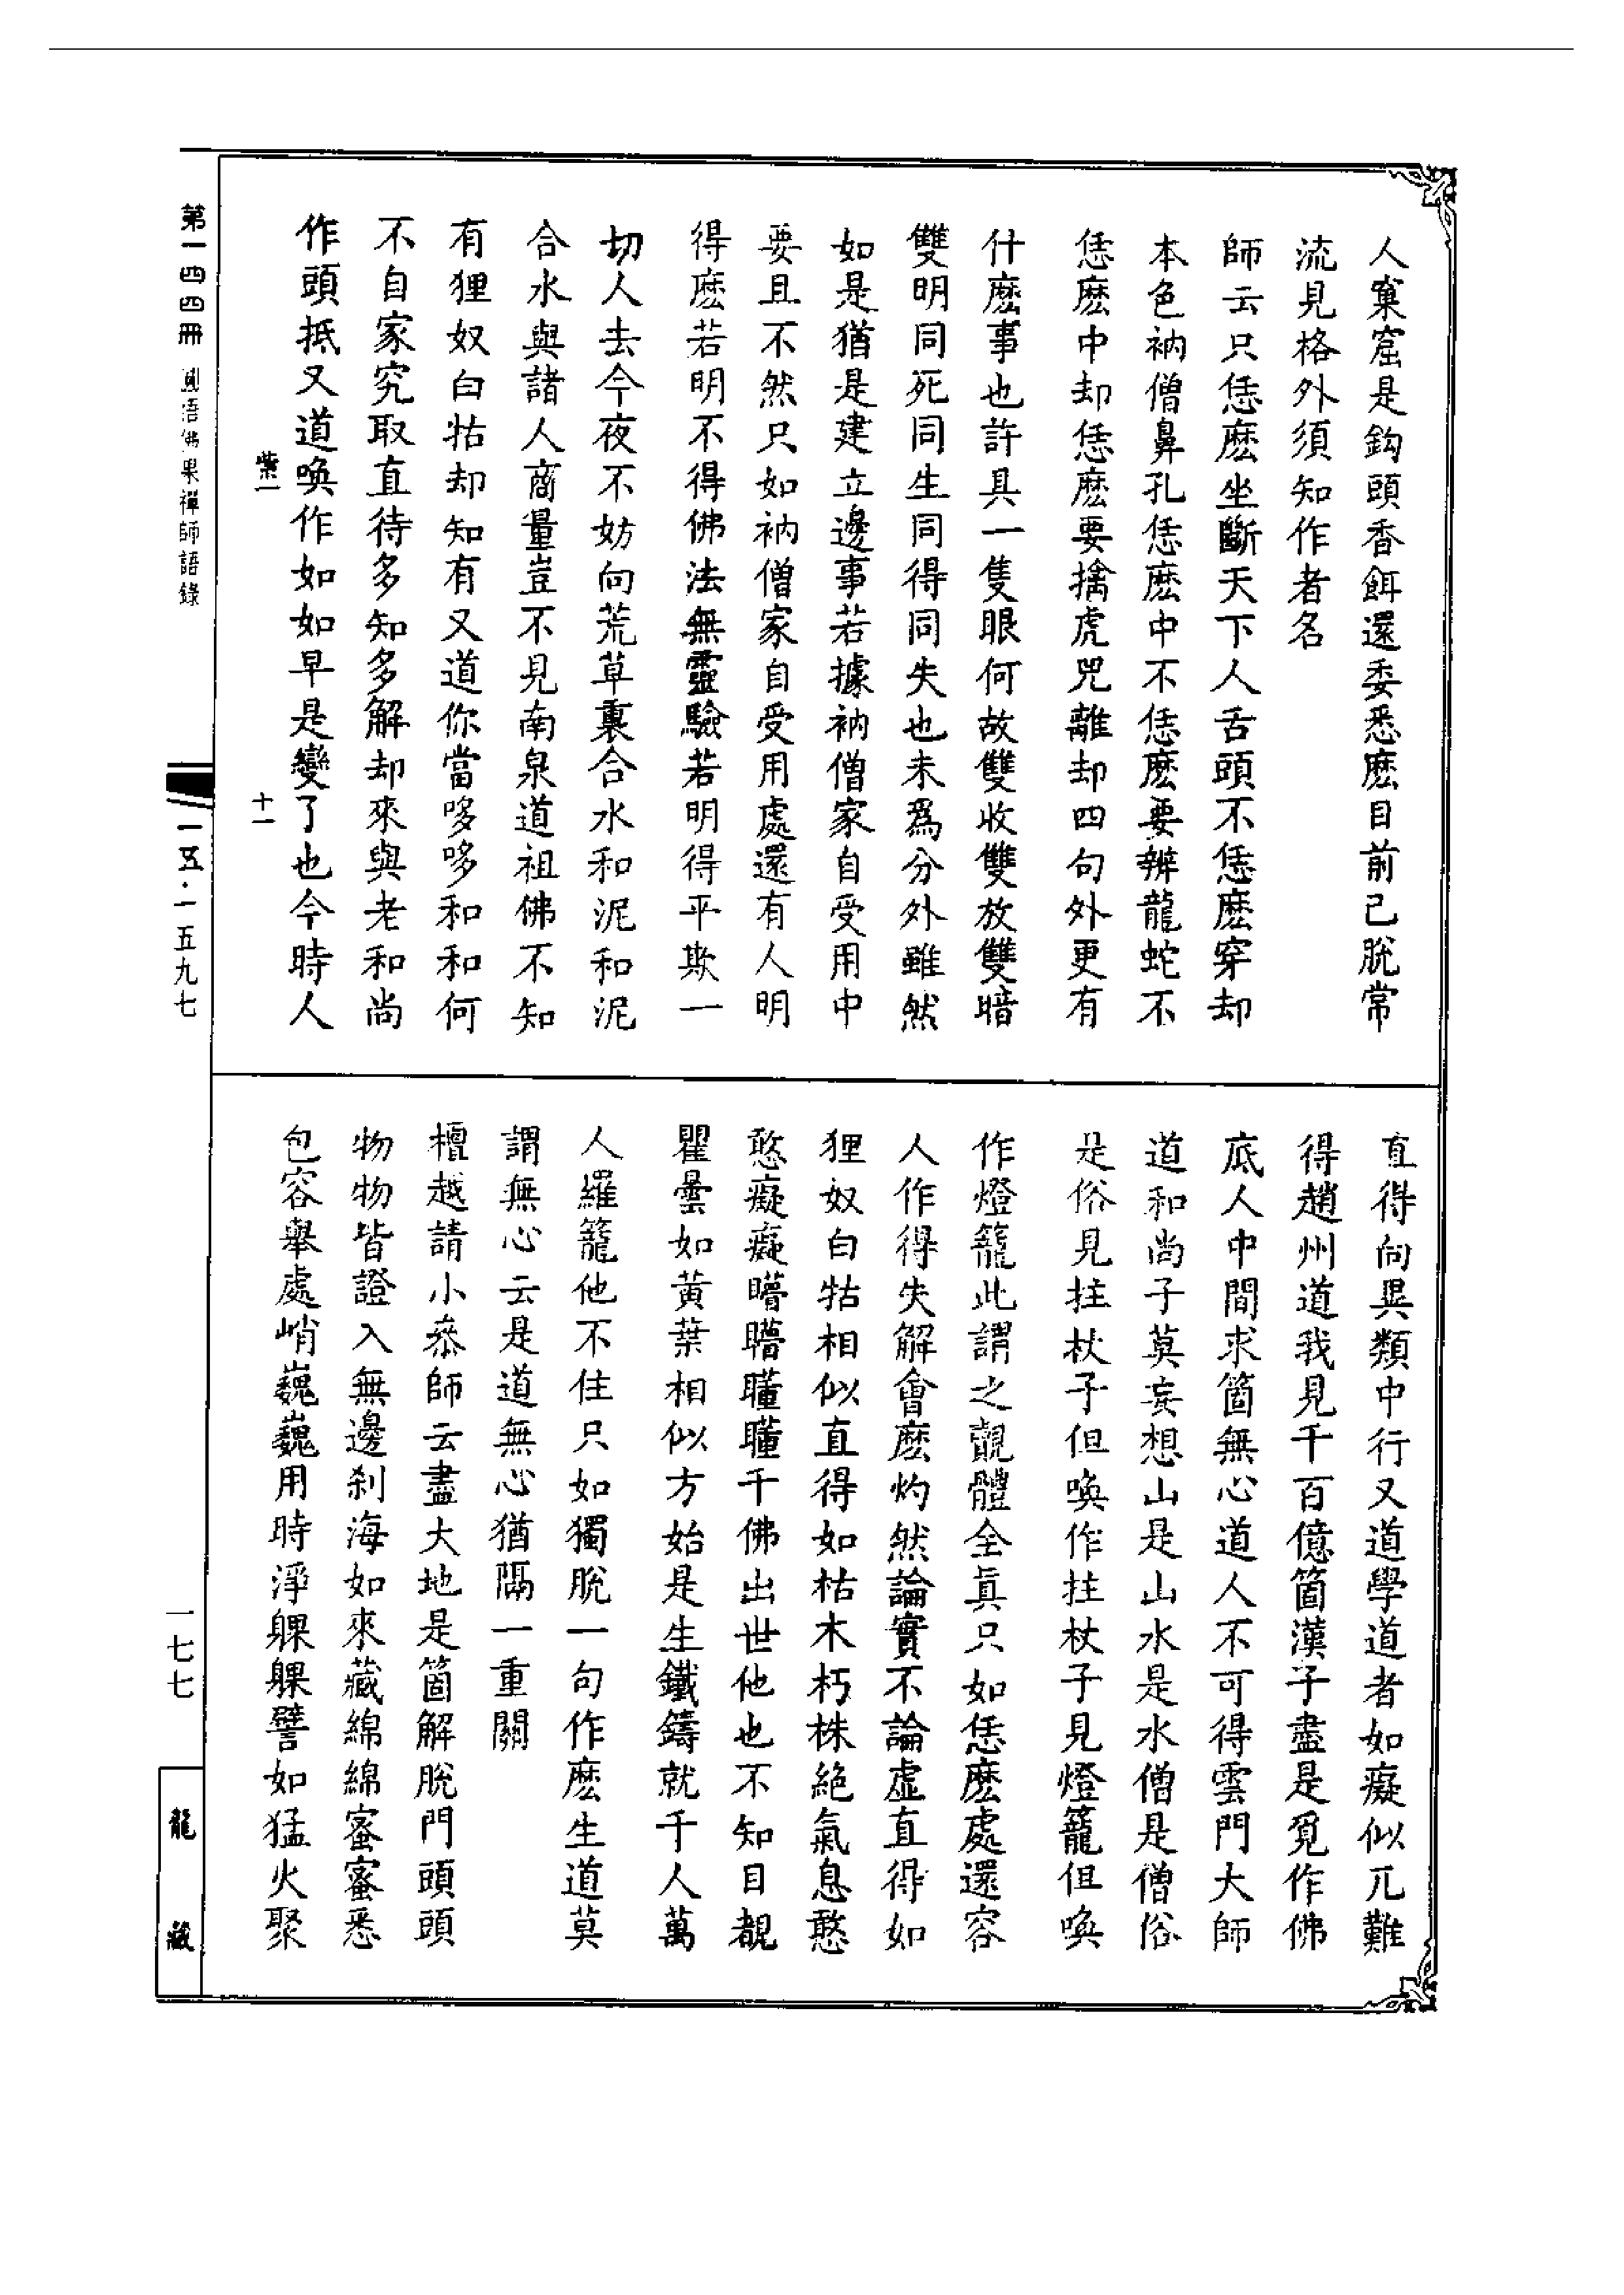 人窠窟是鈎頭香餌還委悉麽目前已脫常
流見格外須知作者名
師云只恁麽坐斷天下人舌頭不恁麽穿却
本色衲僧鼻孔恁麽中不恁麽要辨龍蛇不
恁麽中却恁麽要擒虎兕離却四句外更有
什麽事也許具一隻眼何故雙收雙放雙暗
雙明同死同生同得同失也未爲分外雖然
如是猶是建立邊事若據衲僧家自受用中
要且不然只如衲僧家自受用處還有人明
得麽若明不得佛法無靈驗若明得平欺一
切人去今夜不妨向荒草裏合水和泥和泥
合水與諸人商量豈不見南泉道祖佛不知
有狸奴白牯却知有又道你當哆哆和和何
不自家究取直待多知多解却來與老和尚
作頭抵又道喚作如如早是變了也今時人
直得向異類中行又道學道者如癡似兀難
得趙州道我見千百億箇漢子盡是覓作佛
底人中間求箇無心道人不可得雲門大師
道和尚子莫妄想山是山水是水僧是僧俗
是俗見拄杖子但喚作拄杖子見燈籠但喚
作燈籠此謂之覿體全眞只如恁麽處還容
人作得失解會麽灼然論實不論虛直得如
狸奴白牯相似直得如枯木朽株絕氣息憨
憨癡癡瞪瞪瞳瞳千佛出世他也不知目覩
瞿曇如黃葉相似方始是生鐵鑄就千人萬
人羅籠他不住只如獨脫一句作麽生道莫
謂無心云是道無心猶隔一重關
檀越請小叅師云盡大地是箇解脫門頭頭
物物皆證入無邊刹海如來藏綿綿蜜蜜悉
包容舉處峭巍巍用時淨躶躶譬如猛火聚
紫一
十一
第一四四冊
圓悟佛果禪師語錄
一五·一五九七
一七七
龍藏